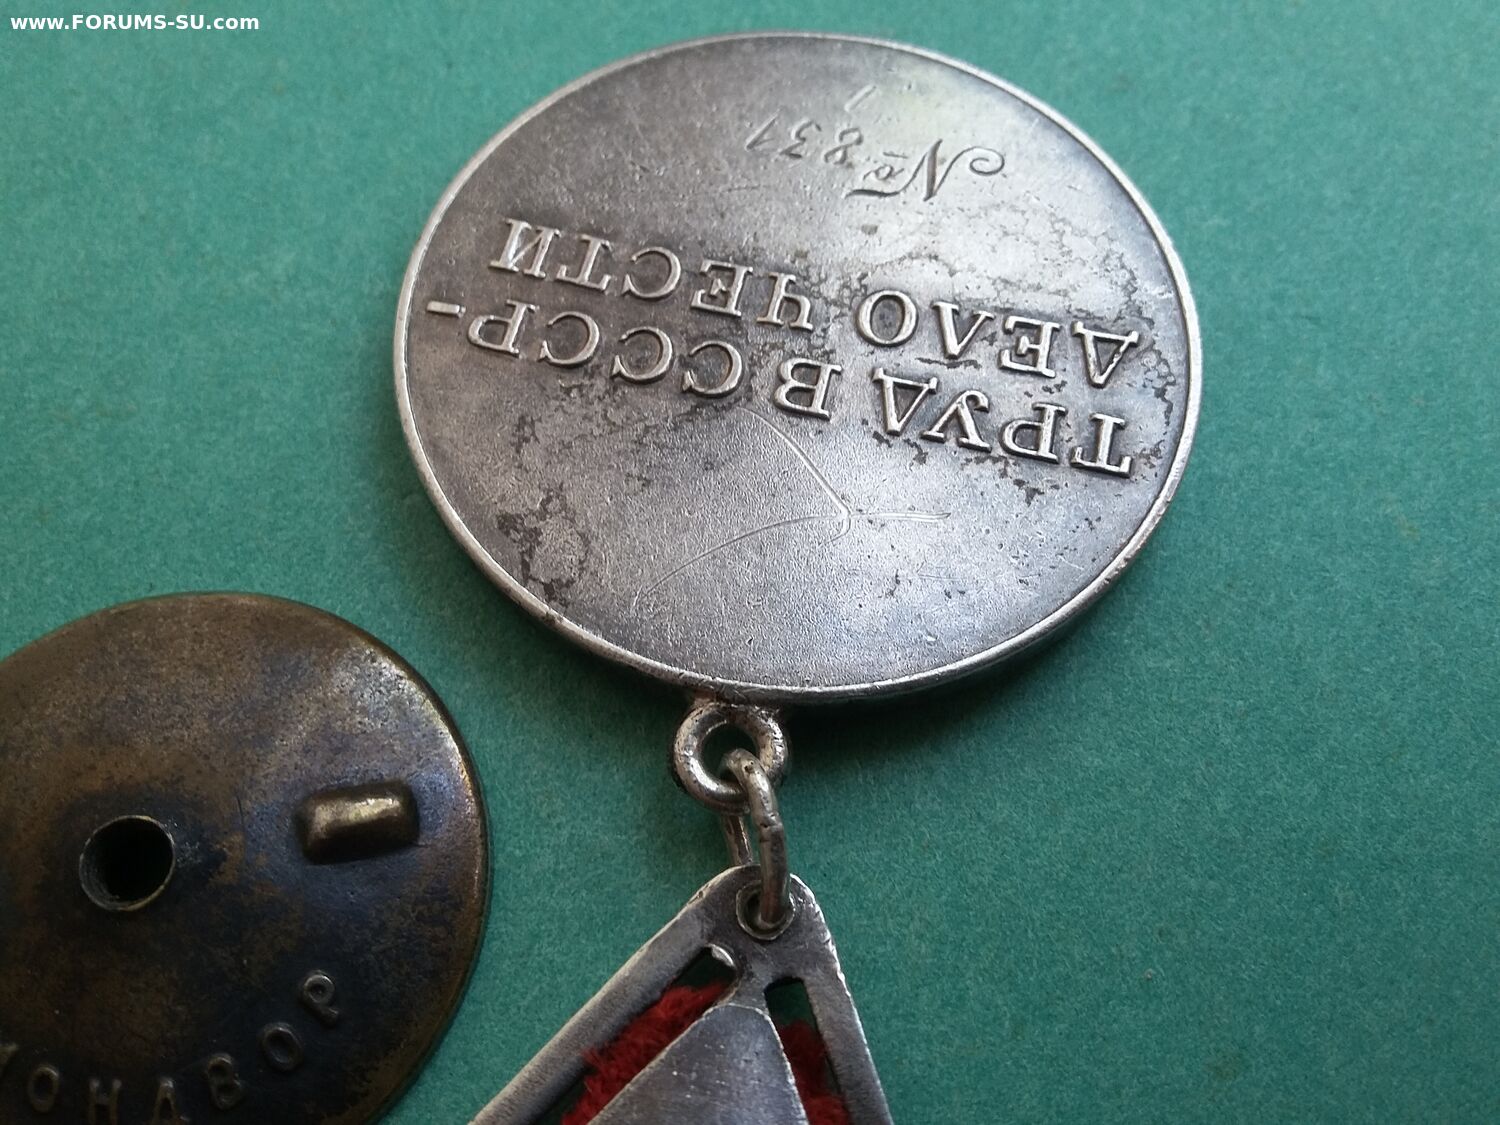 www.FORUMS-SU.com
ТРУД В СССР-
ДЕЛО ЧЕСТИ
№ 831
МОНДВОР